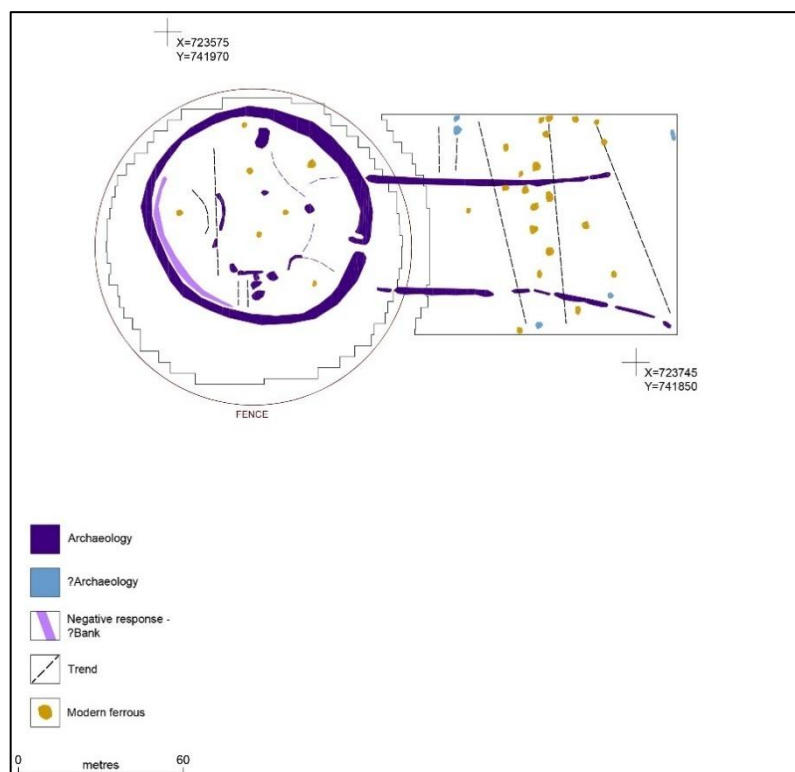 X=723575
Y=741970
FENCE
X=723745
Y=741850
Archaeology
?Archaeology
Negative response -
?Bank
Trend
Modern ferrous
0 metres 60